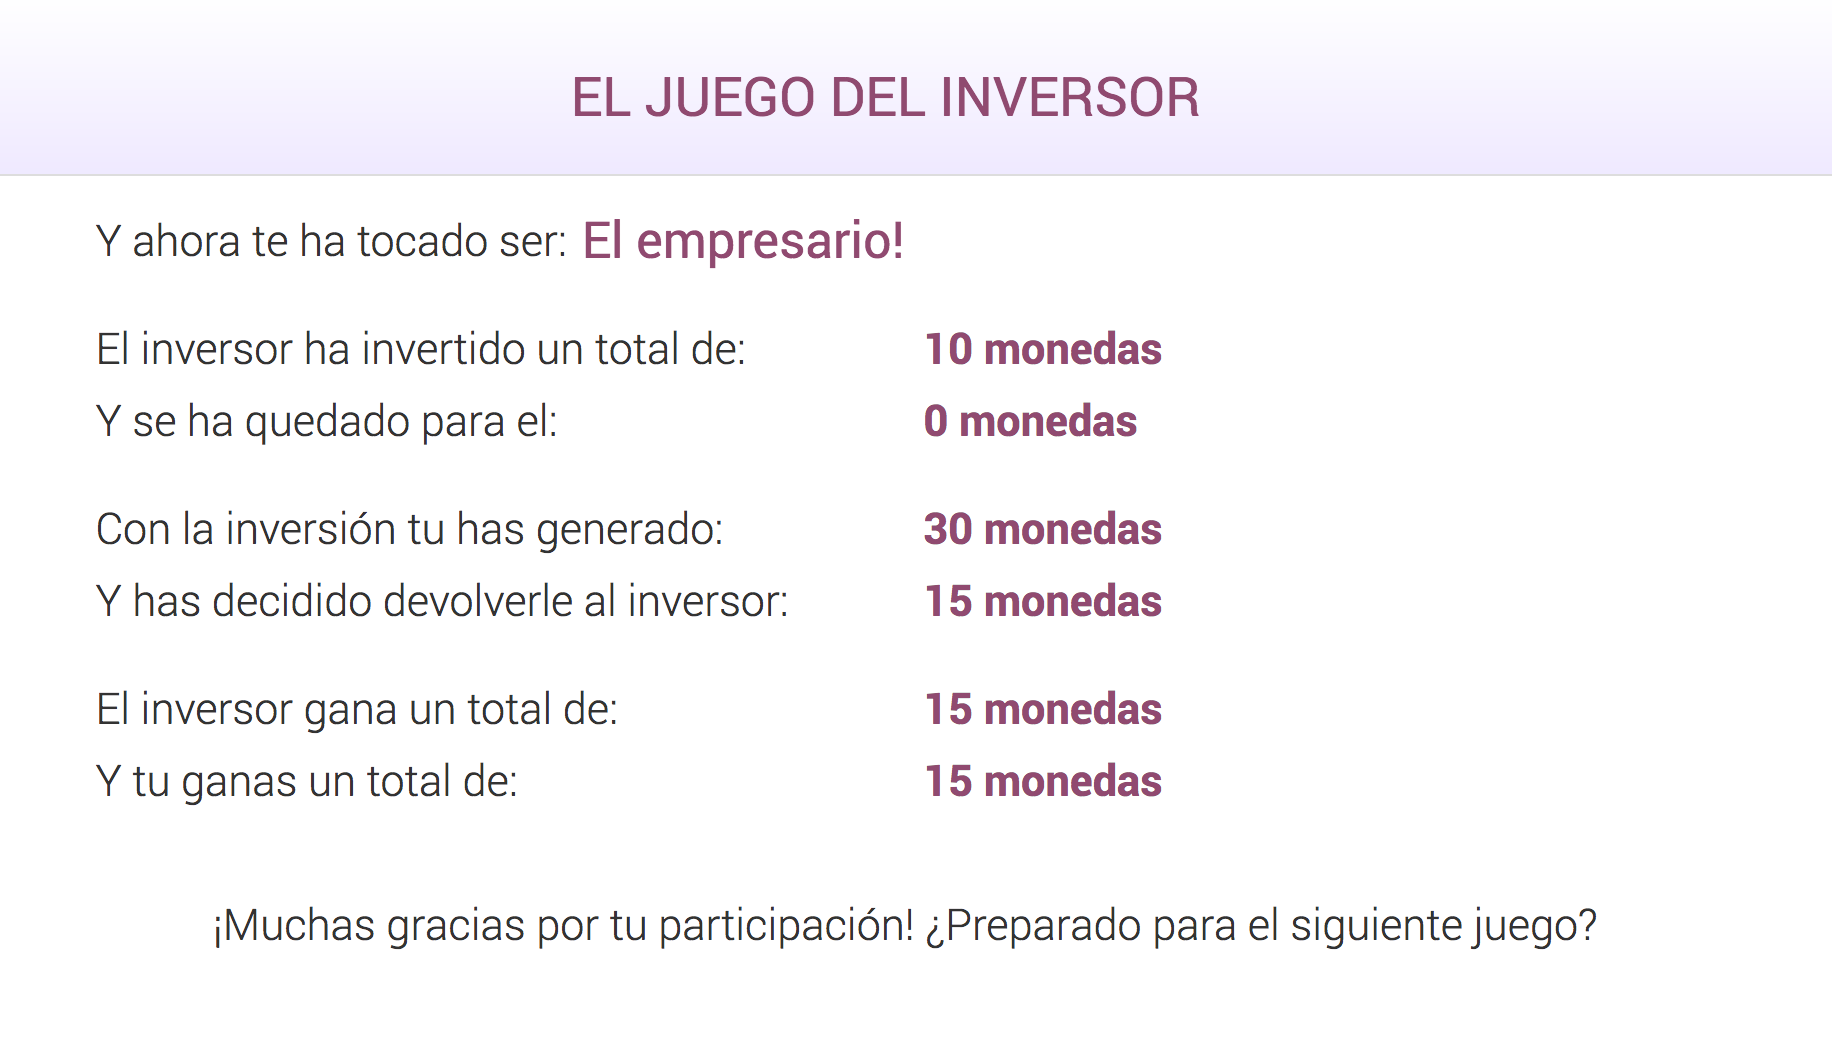 EL JUEGO DEL INVERSOR
Y ahora te ha tocado ser: El empresario!
El inversor ha invertido un total de: 10 monedas
Y se ha quedado para el: 0 monedas
Con la inversión tu has generado: 30 monedas
Y has decidido devolverle al inversor: 15 monedas
El inversor gana un total de: 15 monedas
Y tu ganas un total de: 15 monedas
¡Muchas gracias por tu participación! ¿Preparado para el siguiente juego?